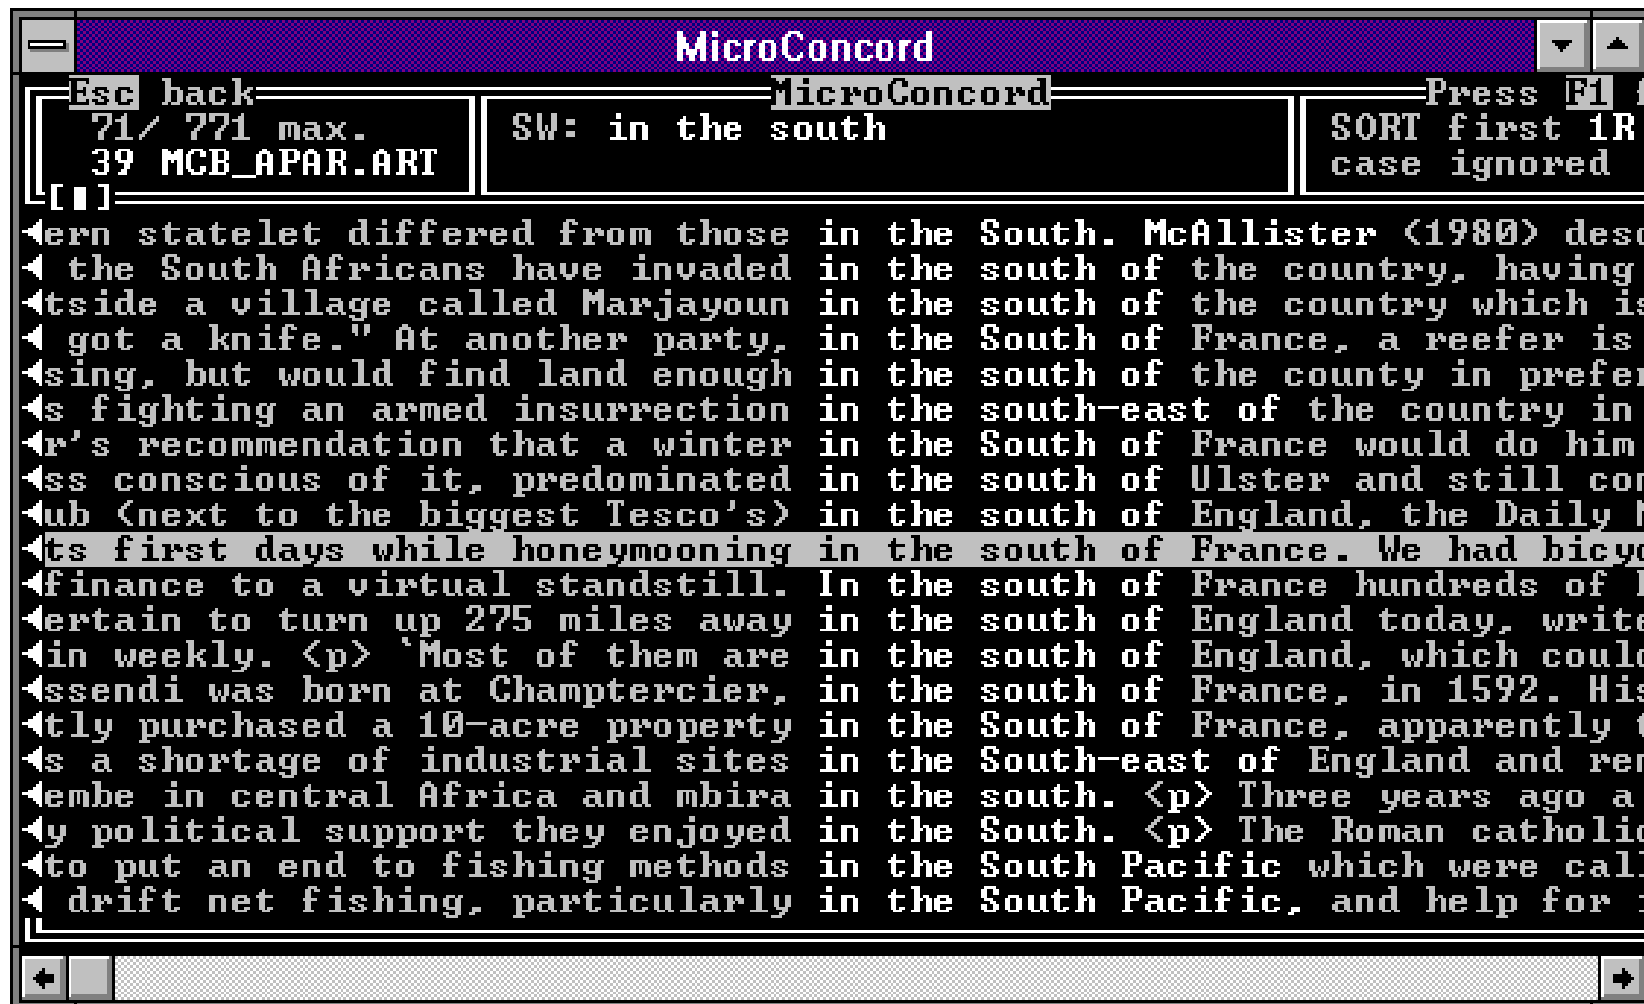 MicroConcord
Esc back MicroConcord Press F1
71/ 771 max. SW: in the south SORT first 1R
39 MCB_APAR.ART case ignored
ern statelet differed from those in the South. McAllister (1980) desc
the South Africans have invaded in the south of the country, having
tside a village called Marjayoun in the south of the country which is
got a knife." At another party, in the South of France, a reefer is
sing, but would find land enough in the south of the county in prefer
s fighting an armed insurrection in the south-east of the country in
r's recommendation that a winter in the South of France would do him
ss conscious of it, predominated in the south of Ulster and still con
ub (next to the biggest Tesco's) in the south of England, the Daily
ts first days while honeymooning in the south of France. We had bicyc
finance to a virtual standstill. In the south of France hundreds of
ertain to turn up 275 miles away in the south of England today, write
in weekly. <p> `Most of them are in the south of England, which could
ssendi was born at Champtercier, in the south of France, in 1592. His
tly purchased a 10-acre property in the South of France, apparently
s a shortage of industrial sites in the South-east of England and ren
embe in central Africa and mbira in the south. <p> Three years ago a
y political support they enjoyed in the South. <p> The Roman catholic
to put an end to fishing methods in the South Pacific which were call
drift net fishing, particularly in the South Pacific, and help for